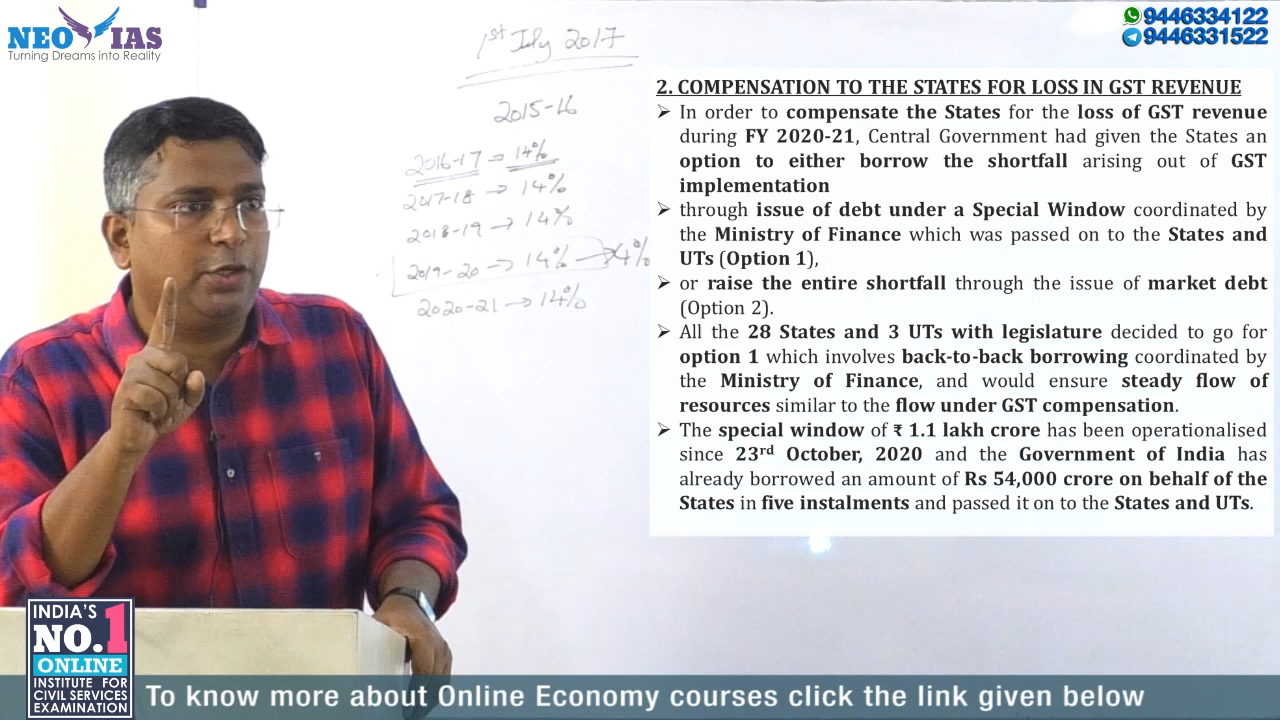 NEO IAS
Turning Dreams into Reality
9446334122
9446331522
1st July 2017
2015-16
2016-17 → 14%
2017-18 → 14%
2018-19 → 14%
2019-20 → 14% → 4%
2020-21 → 14%
2. COMPENSATION TO THE STATES FOR LOSS IN GST REVENUE
➢ In order to compensate the States for the loss of GST revenue
during FY 2020-21, Central Government had given the States an
option to either borrow the shortfall arising out of GST
implementation
➢ through issue of debt under a Special Window coordinated by
the Ministry of Finance which was passed on to the States and
UTs (Option 1),
➢ or raise the entire shortfall through the issue of market debt
(Option 2).
➢ All the 28 States and 3 UTs with legislature decided to go for
option 1 which involves back-to-back borrowing coordinated by
the Ministry of Finance, and would ensure steady flow of
resources similar to the flow under GST compensation.
➢ The special window of ₹ 1.1 lakh crore has been operationalised
since 23rd October, 2020 and the Government of India has
already borrowed an amount of Rs 54,000 crore on behalf of the
States in five instalments and passed it on to the States and UTs.
INDIA'S
NO.1
ONLINE
INSTITUTE FOR
CIVIL SERVICES
EXAMINATION
To know more about Online Economy courses click the link given below